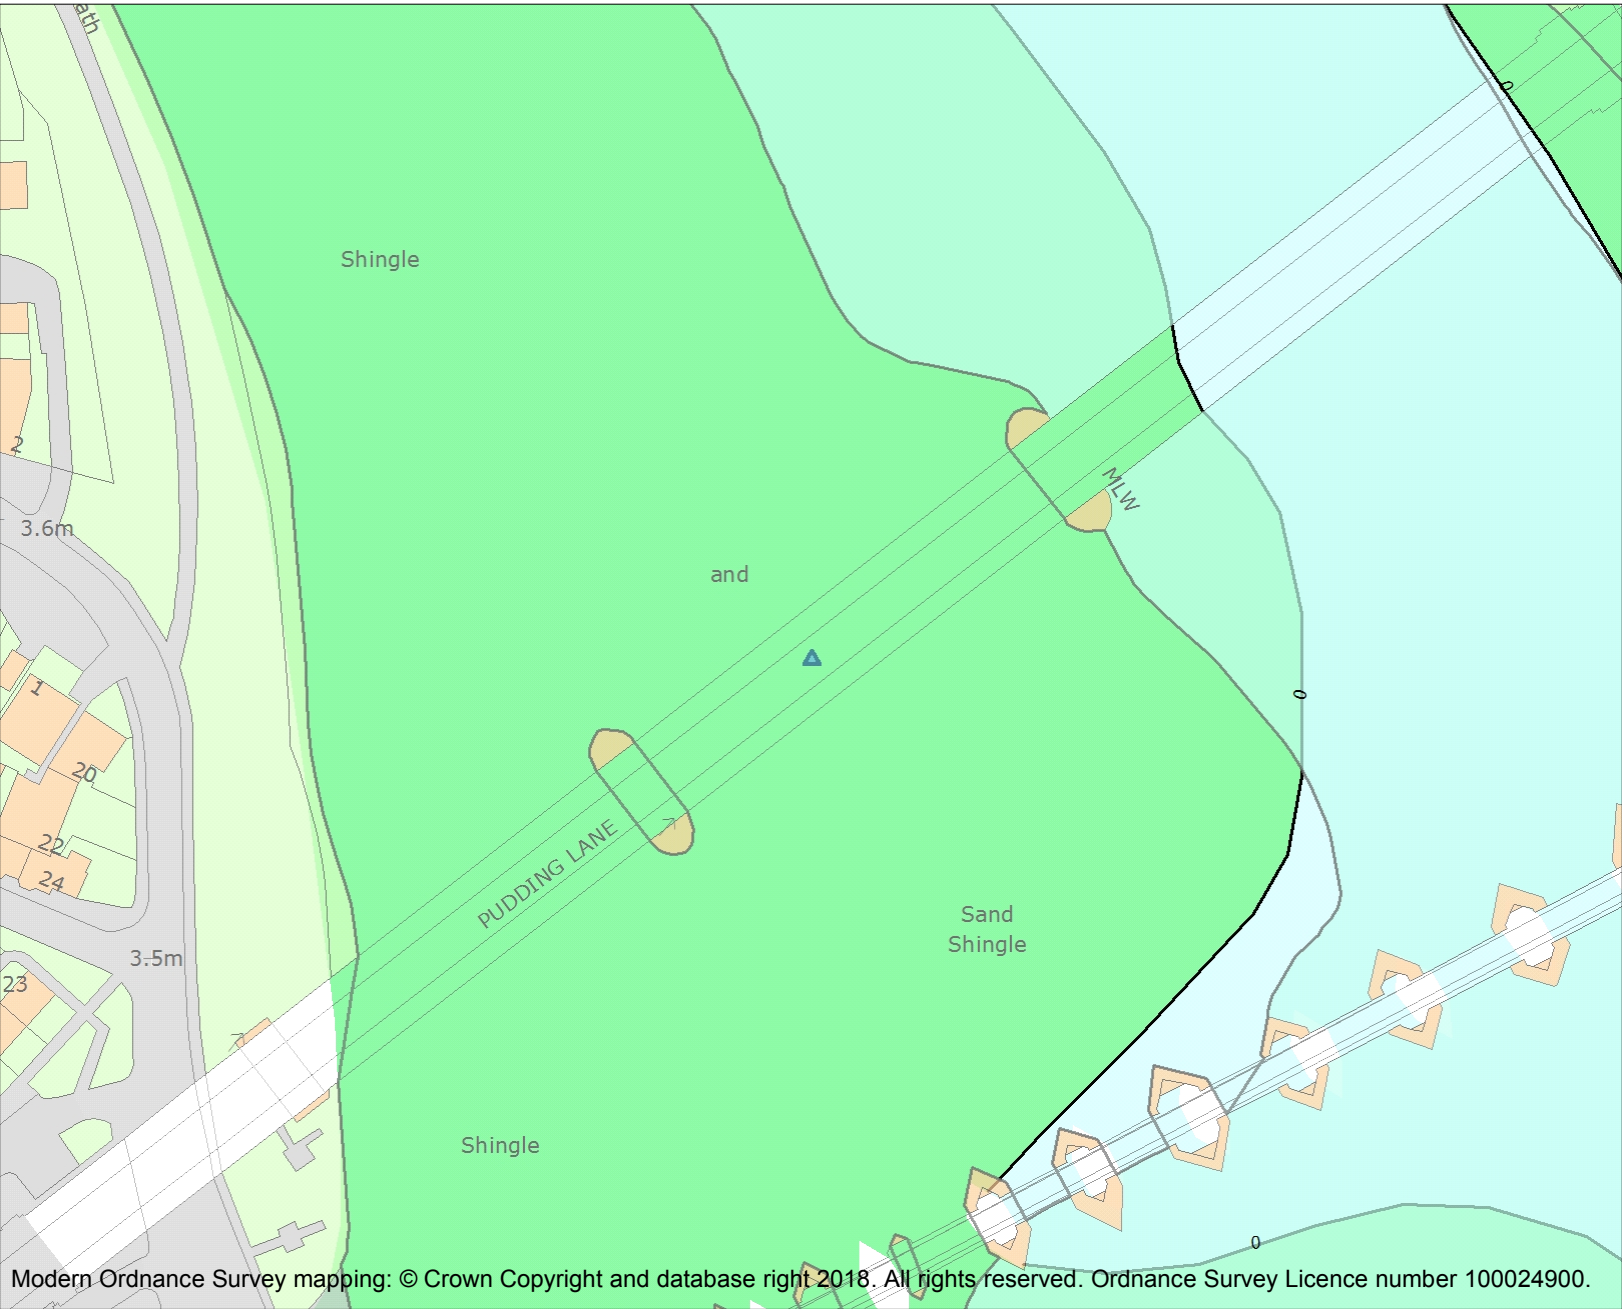 ath
0
Shingle
2
MLW
3.6m
and
1
0
20
22
24
PUDDING LANE
Sand
Shingle
3.5m
23
Shingle
0
Modern Ordnance Survey mapping: © Crown Copyright and database right 2018. All rights reserved. Ordnance Survey Licence number 100024900.